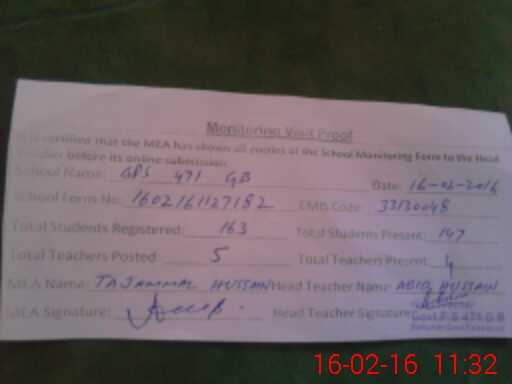 Monitoring Visit Proof
It is certified that the MEA has shown all entries of the School Monitoring Form to the Head
Teacher before its online submission.
School Name: GPS 471 GB Date: 16-02-2016
School Form No: 1602161127182 EMIS Code: 33130048
Total Students Registered: 163 Total Students Present: 147
Total Teachers Posted: 5 Total Teachers Present: 4
MEA Name: TAJAMMAL HUSSAIN Head Teacher Name: ABID HUSSAIN
MEA Signature: Head Teacher Signature
Govt P/S 471 G.B
16-02-16 11:32